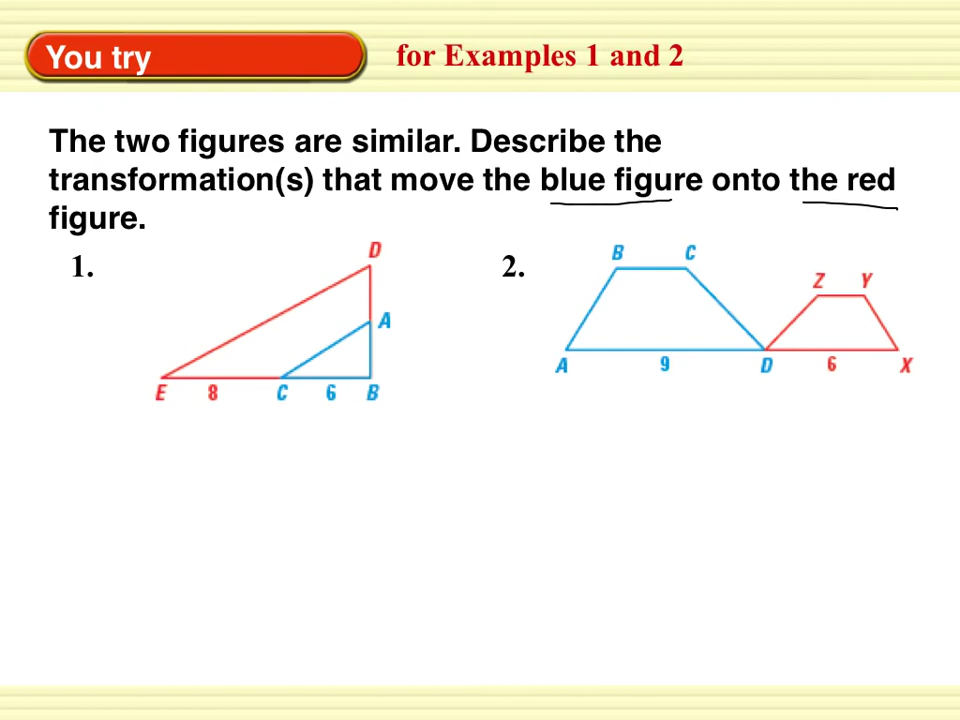 You try
for Examples 1 and 2
The two figures are similar. Describe the
transformation(s) that move the blue figure onto the red
figure.
1.
D
A
E 8 C 6 B
2.
B C
Z Y
A 9 D 6 X